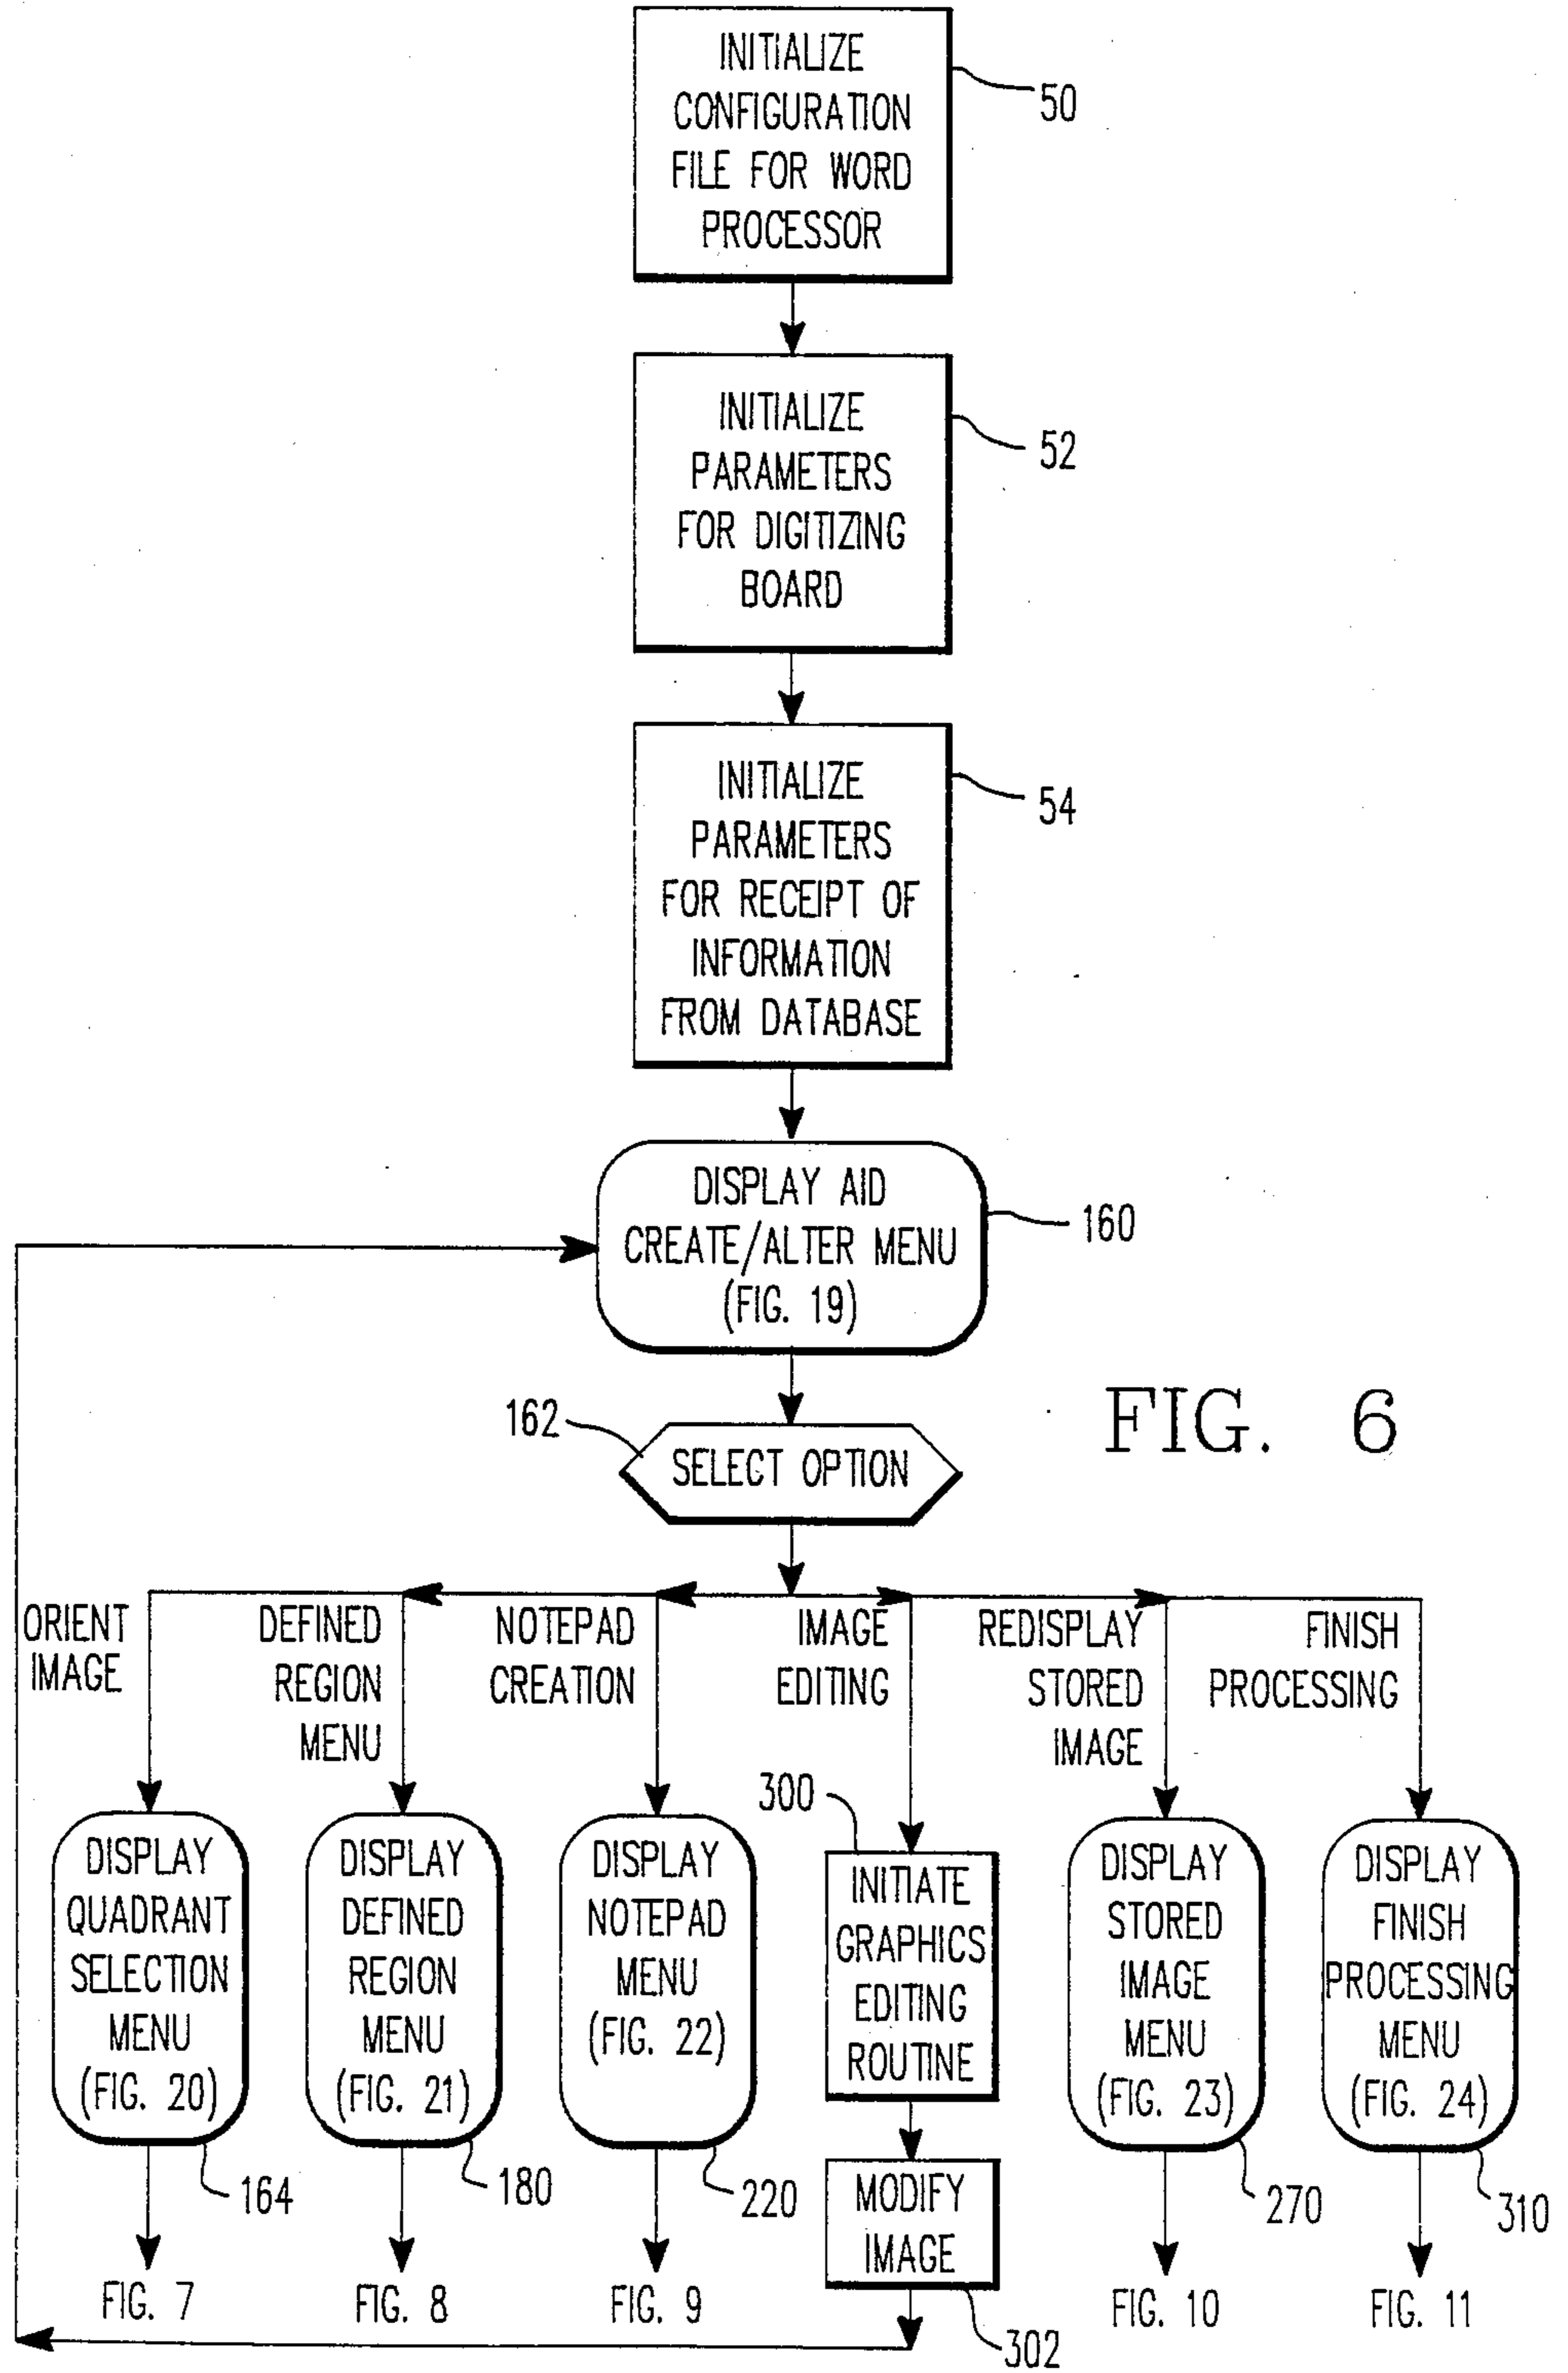 INITIALIZE
CONFIGURATION
FILE FOR WORD
PROCESSOR
50
INITIALIZE
PARAMETERS
FOR DIGITIZING
BOARD
52
INITIALIZE
PARAMETERS
FOR RECEIPT OF
INFORMATION
FROM DATABASE
54
DISPLAY AID
CREATE/ALTER MENU
(FIG. 19)
160
FIG. 6
162
SELECT OPTION
ORIENT
IMAGE
DEFINED
REGION
MENU
NOTEPAD
CREATION
IMAGE
EDITING
REDISPLAY
STORED
IMAGE
FINISH
PROCESSING
DISPLAY
QUADRANT
SELECTION
MENU
(FIG. 20)
164
FIG. 7
DISPLAY
DEFINED
REGION
MENU
(FIG. 21)
180
FIG. 8
DISPLAY
NOTEPAD
MENU
(FIG. 22)
220
FIG. 9
300
INITIATE
GRAPHICS
EDITING
ROUTINE
MODIFY
IMAGE
302
DISPLAY
STORED
IMAGE
MENU
(FIG. 23)
270
FIG. 10
DISPLAY
FINISH
PROCESSING
MENU
(FIG. 24)
310
FIG. 11